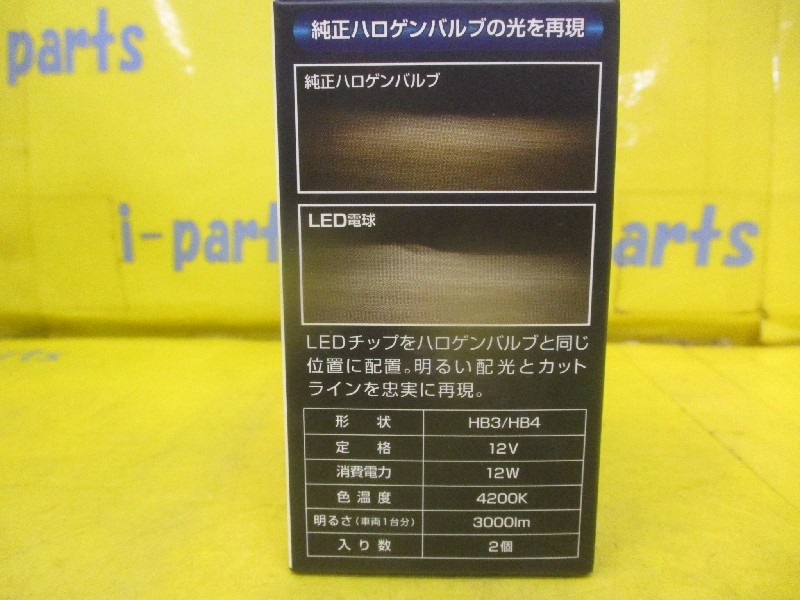 純正ハロゲンバルブの光を再現
純正ハロゲンバルブ
LED電球
LEDチップをハロゲンバルブと同じ
位置に配置。明るい配光とカット
ラインを忠実に再現。
形状 HB3/HB4
定格 12V
消費電力 12W
色温度 4200K
明るさ(車両1台分) 3000lm
入り数 2個
parts
i-parts
arts
parts